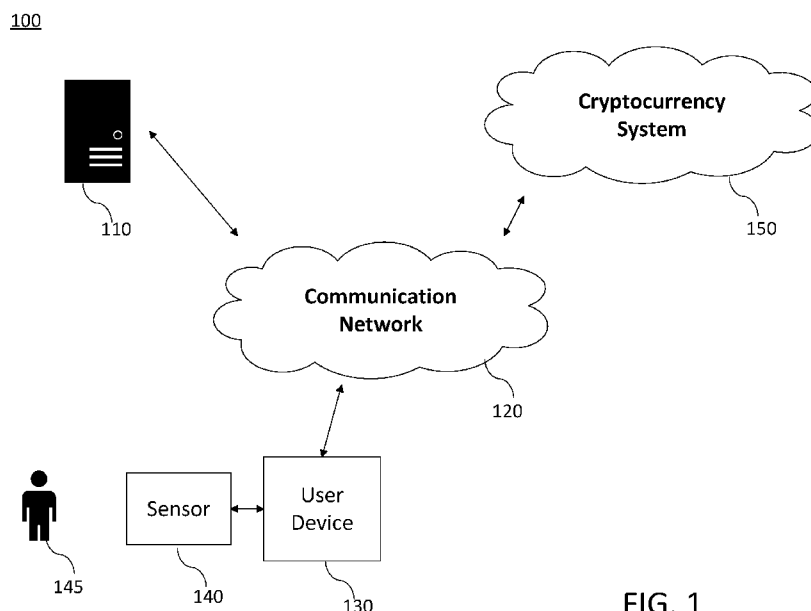 100
Cryptocurrency
System
110
150
Communication
Network
120
Sensor
User
Device
145
140
130
FIG. 1